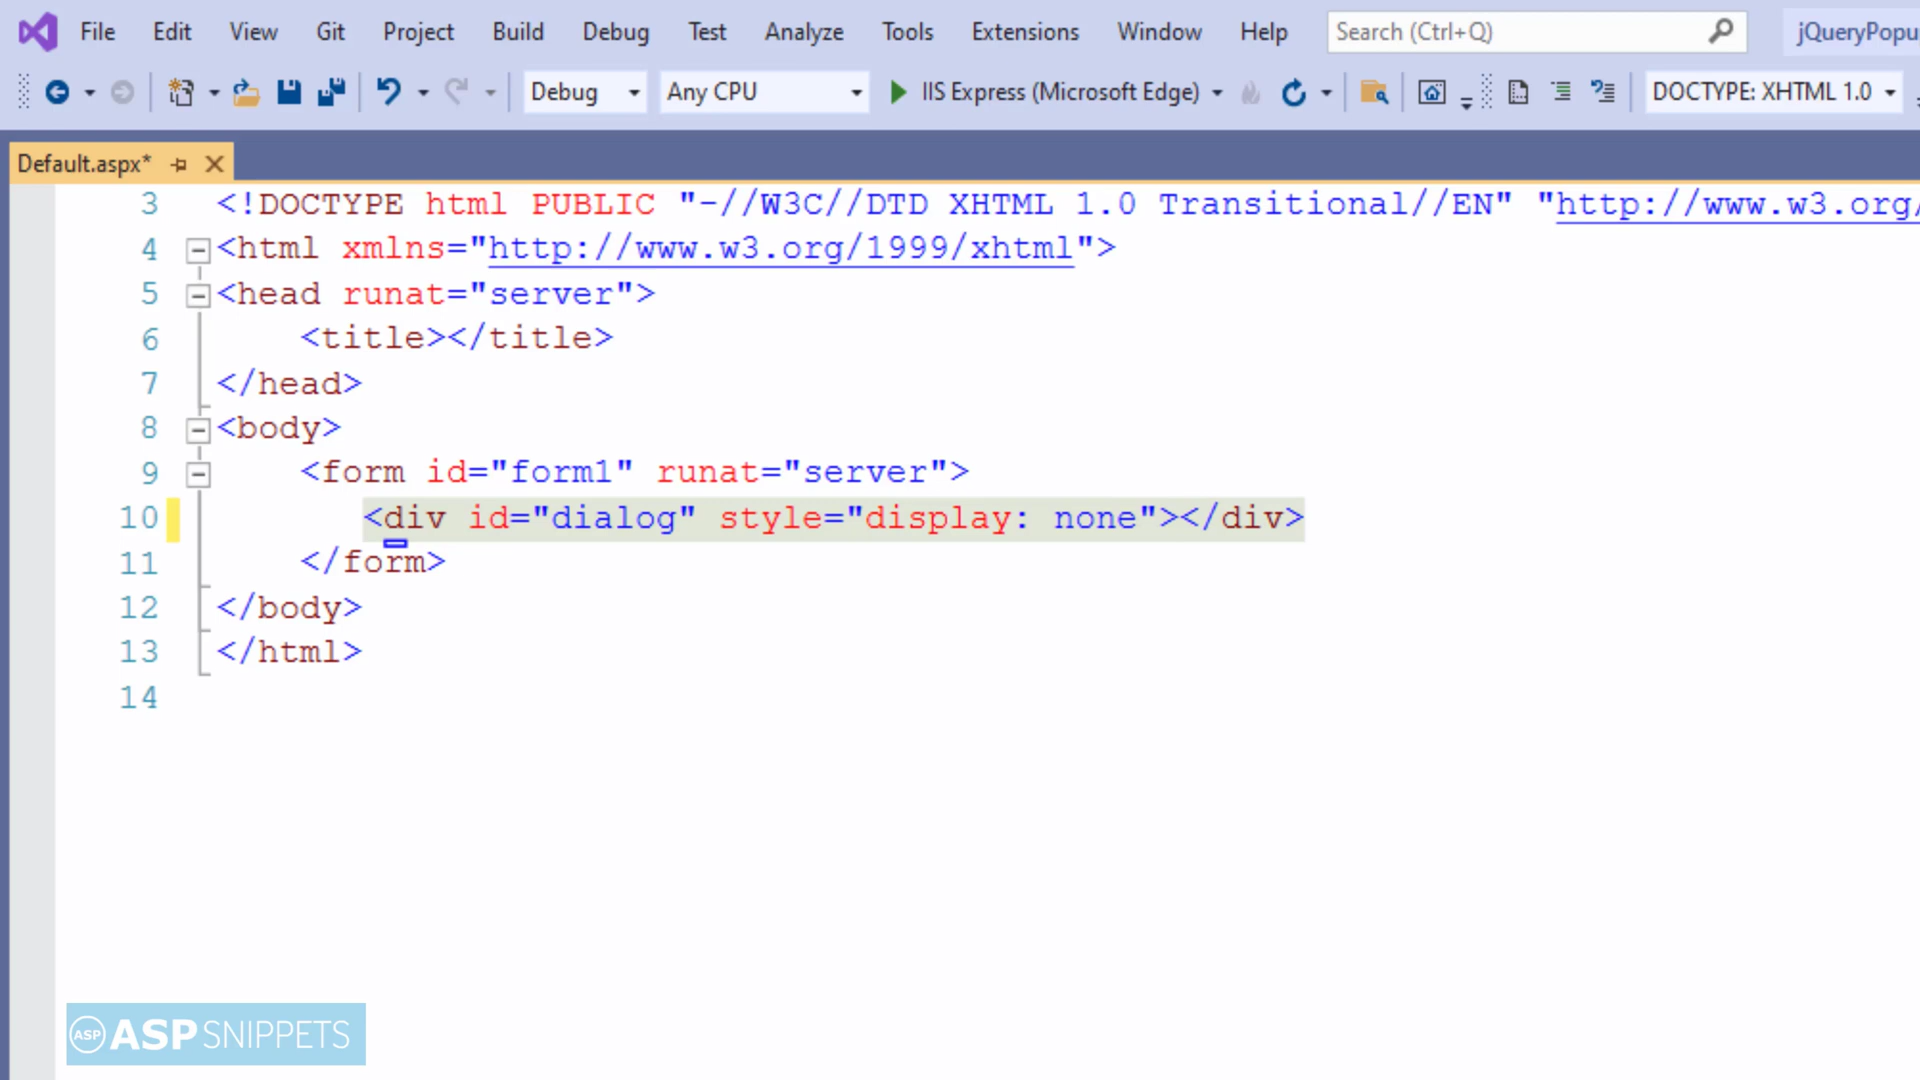 File Edit View Git Project Build Debug Test Analyze Tools Extensions Window Help Search (Ctrl+Q) jQueryPopu
Debug Any CPU IIS Express (Microsoft Edge) DOCTYPE: XHTML 1.0
Default.aspx*
3 <!DOCTYPE html PUBLIC "-//W3C//DTD XHTML 1.0 Transitional//EN" "http://www.w3.org/
4 <html xmlns="http://www.w3.org/1999/xhtml">
5 <head runat="server">
6 <title></title>
7 </head>
8 <body>
9 <form id="form1" runat="server">
10 <div id="dialog" style="display: none"></div>
11 </form>
12 </body>
13 </html>
14
ASP ASPSNIPPETS